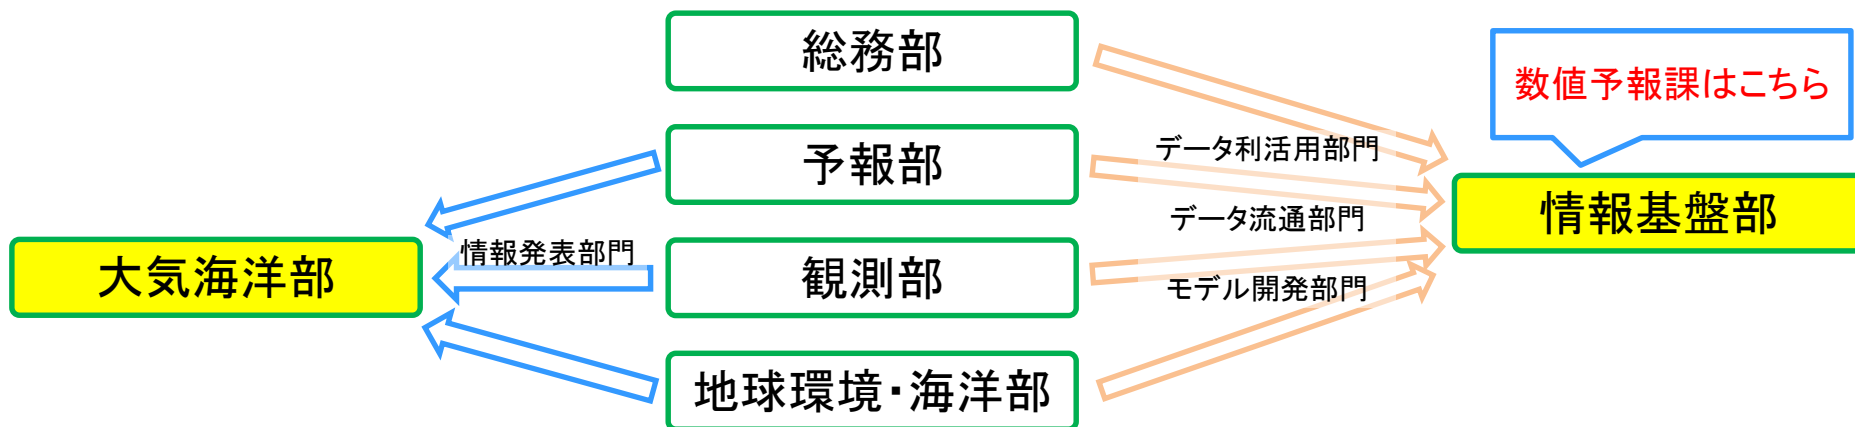 総務部
数値予報課はこちら
予報部
データ利活用部門
情報基盤部
データ流通部門
大気海洋部
情報発表部門
観測部
モデル開発部門
地球環境・海洋部